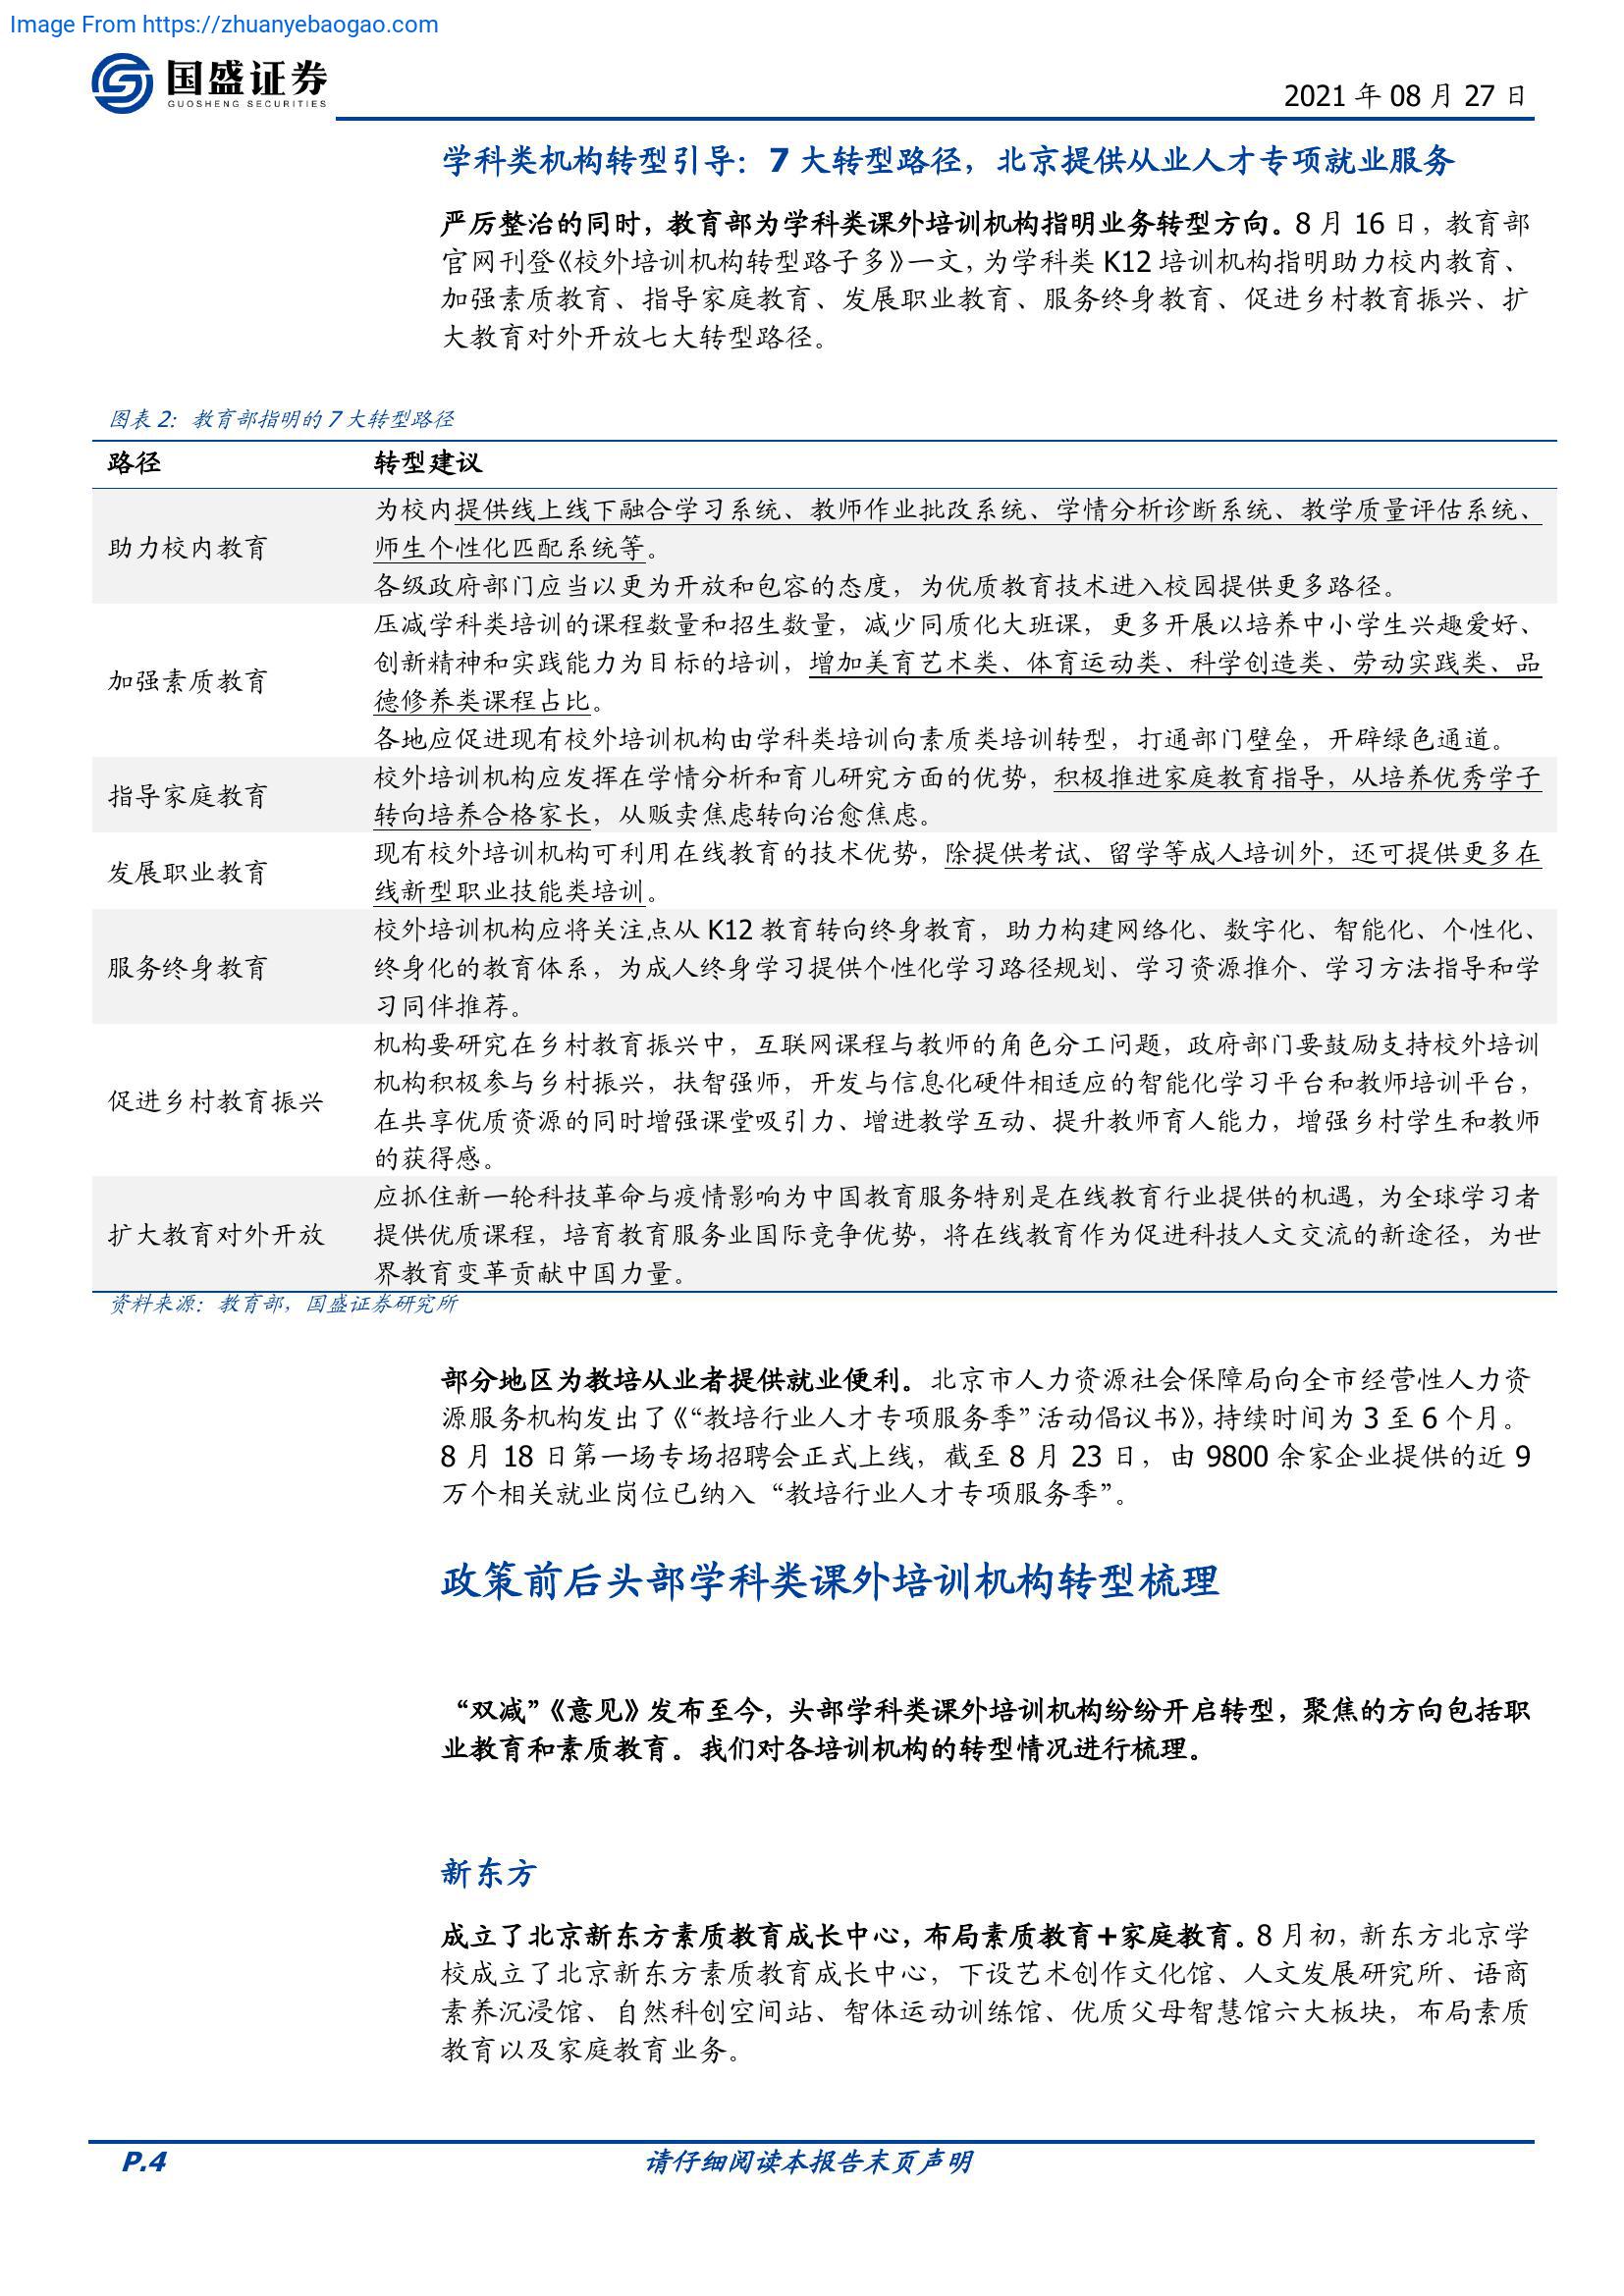 Image From https://zhuanyebaogao.com
国盛证券
GUOSHENG SECURITIES
2021 年 08 月 27 日
学科类机构转型引导：7 大转型路径，北京提供从业人才专项就业服务
严厉整治的同时，教育部为学科类课外培训机构指明业务转型方向。8 月 16 日，教育部
官网刊登《校外培训机构转型路子多》一文，为学科类 K12 培训机构指明助力校内教育、
加强素质教育、指导家庭教育、发展职业教育、服务终身教育、促进乡村教育振兴、扩
大教育对外开放七大转型路径。
图表 2：教育部指明的 7 大转型路径
路径 转型建议
助力校内教育
为校内提供线上线下融合学习系统、教师作业批改系统、学情分析诊断系统、教学质量评估系统、
师生个性化匹配系统等。
各级政府部门应当以更为开放和包容的态度，为优质教育技术进入校园提供更多路径。
加强素质教育
压减学科类培训的课程数量和招生数量，减少同质化大班课，更多开展以培养中小学生兴趣爱好、
创新精神和实践能力为目标的培训，增加美育艺术类、体育运动类、科学创造类、劳动实践类、品
德修养类课程占比。
各地应促进现有校外培训机构由学科类培训向素质类培训转型，打通部门壁垒，开辟绿色通道。
指导家庭教育
校外培训机构应发挥在学情分析和育儿研究方面的优势，积极推进家庭教育指导，从培养优秀学子
转向培养合格家长，从贩卖焦虑转向治愈焦虑。
发展职业教育
现有校外培训机构可利用在线教育的技术优势，除提供考试、留学等成人培训外，还可提供更多在
线新型职业技能类培训。
服务终身教育
校外培训机构应将关注点从 K12 教育转向终身教育，助力构建网络化、数字化、智能化、个性化、
终身化的教育体系，为成人终身学习提供个性化学习路径规划、学习资源推介、学习方法指导和学
习同伴推荐。
促进乡村教育振兴
机构要研究在乡村教育振兴中，互联网课程与教师的角色分工问题，政府部门要鼓励支持校外培训
机构积极参与乡村振兴，扶智强师，开发与信息化硬件相适应的智能化学习平台和教师培训平台，
在共享优质资源的同时增强课堂吸引力、增进教学互动、提升教师育人能力，增强乡村学生和教师
的获得感。
扩大教育对外开放
应抓住新一轮科技革命与疫情影响为中国教育服务特别是在线教育行业提供的机遇，为全球学习者
提供优质课程，培育教育服务业国际竞争优势，将在线教育作为促进科技人文交流的新途径，为世
界教育变革贡献中国力量。
资料来源：教育部，国盛证券研究所
部分地区为教培从业者提供就业便利。北京市人力资源社会保障局向全市经营性人力资
源服务机构发出了《“教培行业人才专项服务季”活动倡议书》，持续时间为 3 至 6 个月。
8 月 18 日第一场专场招聘会正式上线，截至 8 月 23 日，由 9800 余家企业提供的近 9
万个相关就业岗位已纳入“教培行业人才专项服务季”。
政策前后头部学科类课外培训机构转型梳理
“双减”《意见》发布至今，头部学科类课外培训机构纷纷开启转型，聚焦的方向包括职
业教育和素质教育。我们对各培训机构的转型情况进行梳理。
新东方
成立了北京新东方素质教育成长中心，布局素质教育+家庭教育。8 月初，新东方北京学
校成立了北京新东方素质教育成长中心，下设艺术创作文化馆、人文发展研究所、语商
素养沉浸馆、自然科创空间站、智体运动训练馆、优质父母智慧馆六大板块，布局素质
教育以及家庭教育业务。
P.4 请仔细阅读本报告末页声明